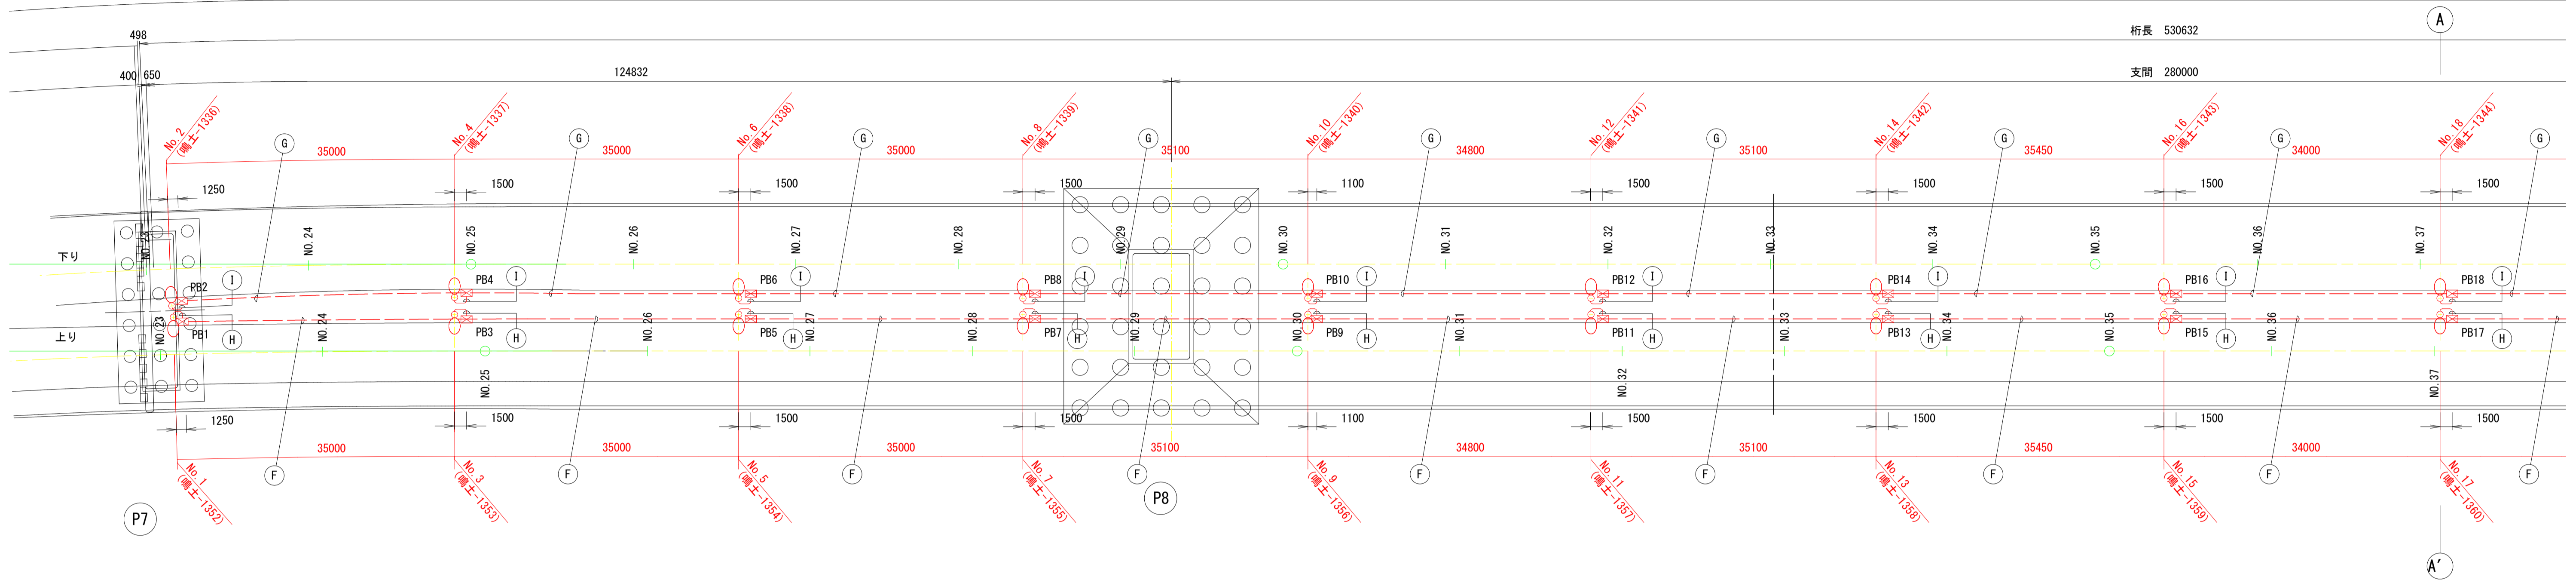 A
498
桁長 530632
400 650
124832
支間 280000
No. 2
(鳴土-1336)
No. 4
(鳴土-1337)
No. 6
(鳴土-1338)
No. 8
(鳴土-1339)
No. 10
(鳴土-1340)
No. 12
(鳴土-1341)
No. 14
(鳴土-1342)
No. 16
(鳴土-1343)
No. 18
(鳴土-1344)
G G G G G G G G G
35000 35000 35000 35100 34800 35100 35450 34000
1250 1500 1500 1500 1100 1500 1500 1500 1500
NO.23 NO.24 NO.25 NO.26 NO.27 NO.28 NO.29 NO.30 NO.31 NO.32 NO.33 NO.34 NO.35 NO.36 NO.37
下り
I I I I I I I I I
PB2 PB4 PB6 PB8 PB10 PB12 PB14 PB16 PB18
上り
PB1 PB3 PB5 PB7 PB9 PB11 PB13 PB15 PB17
H H H H H H H H H
NO.23 NO.24 NO.25 NO.26 NO.27 NO.28 NO.29 NO.30 NO.31 NO.32 NO.33 NO.34 NO.35 NO.36 NO.37
1250 1500 1500 1500 1100 1500 1500 1500 1500
35000 35000 35000 35100 34800 35100 35450 34000
F F F F F F F F F
No. 1
(鳴土-1352)
No. 3
(鳴土-1353)
No. 5
(鳴土-1354)
No. 7
(鳴土-1355)
No. 9
(鳴土-1356)
No. 11
(鳴土-1357)
No. 13
(鳴土-1358)
No. 15
(鳴土-1359)
No. 17
(鳴土-1360)
P7
P8
A'